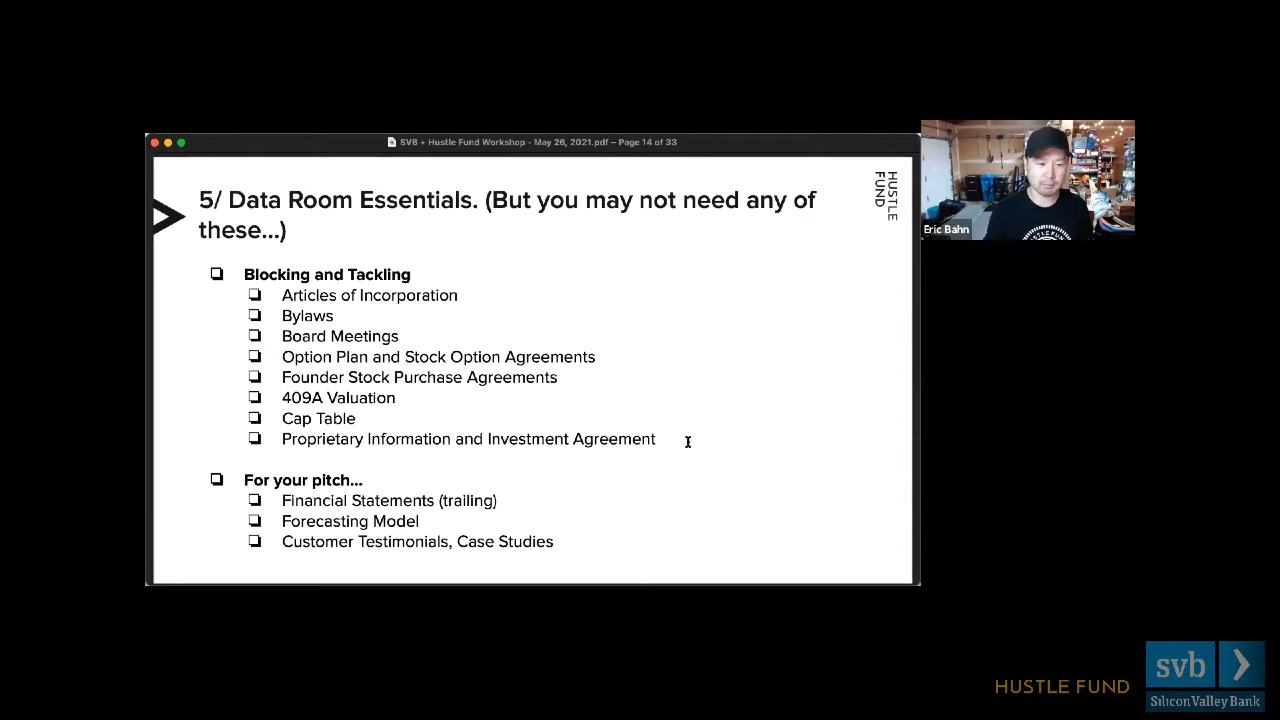 SVB + Hustle Fund Workshop - May 26, 2021.pdf – Page 14 of 33
5/ Data Room Essentials. (But you may not need any of
these...)
HUSTLE
FUND
❏ Blocking and Tackling
❏ Articles of Incorporation
❏ Bylaws
❏ Board Meetings
❏ Option Plan and Stock Option Agreements
❏ Founder Stock Purchase Agreements
❏ 409A Valuation
❏ Cap Table
❏ Proprietary Information and Investment Agreement
❏ For your pitch...
❏ Financial Statements (trailing)
❏ Forecasting Model
❏ Customer Testimonials, Case Studies
Eric Bahn
HUSTLE FUND
HUSTLE FUND
svb
Silicon Valley Bank